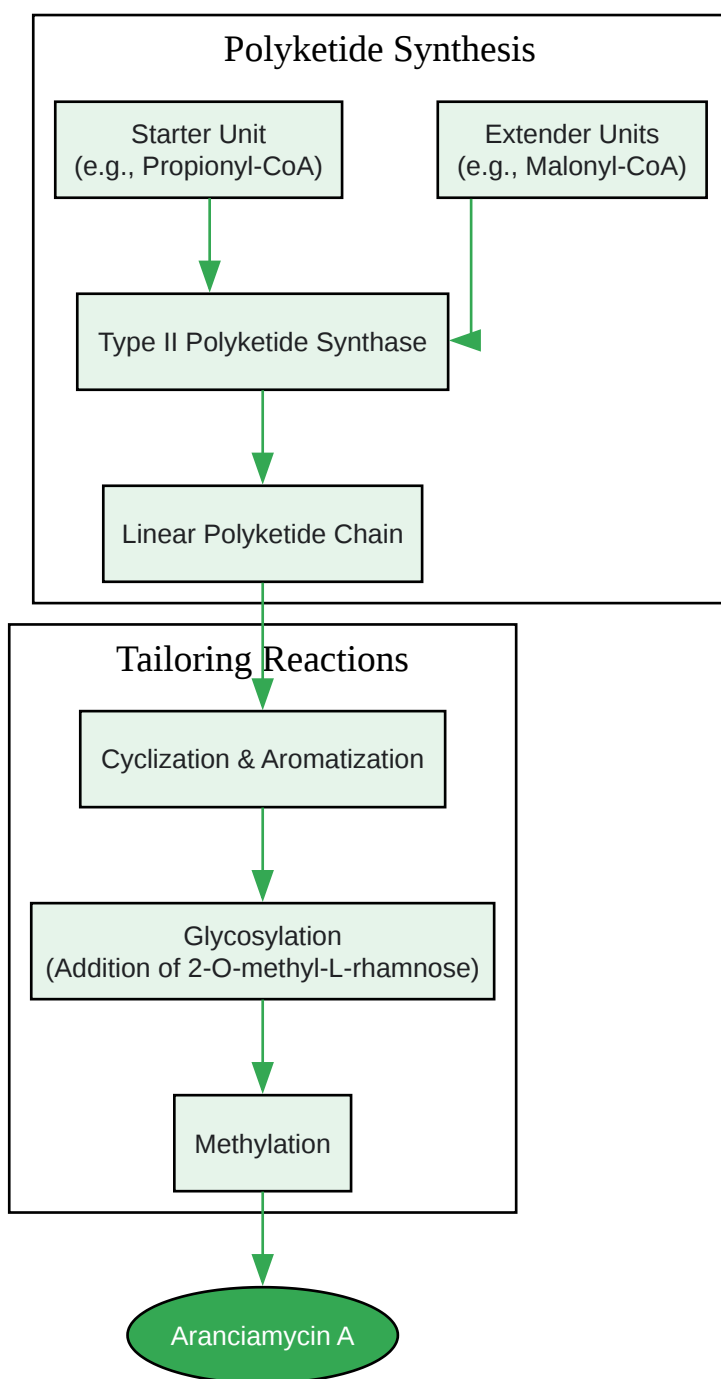 Polyketide Synthesis
Starter Unit
(e.g., Propionyl-CoA)
Extender Units
(e.g., Malonyl-CoA)
Type II Polyketide Synthase
Linear Polyketide Chain
Tailoring Reactions
Cyclization & Aromatization
Glycosylation
(Addition of 2-O-methyl-L-rhamnose)
Methylation
Aranciamycin A